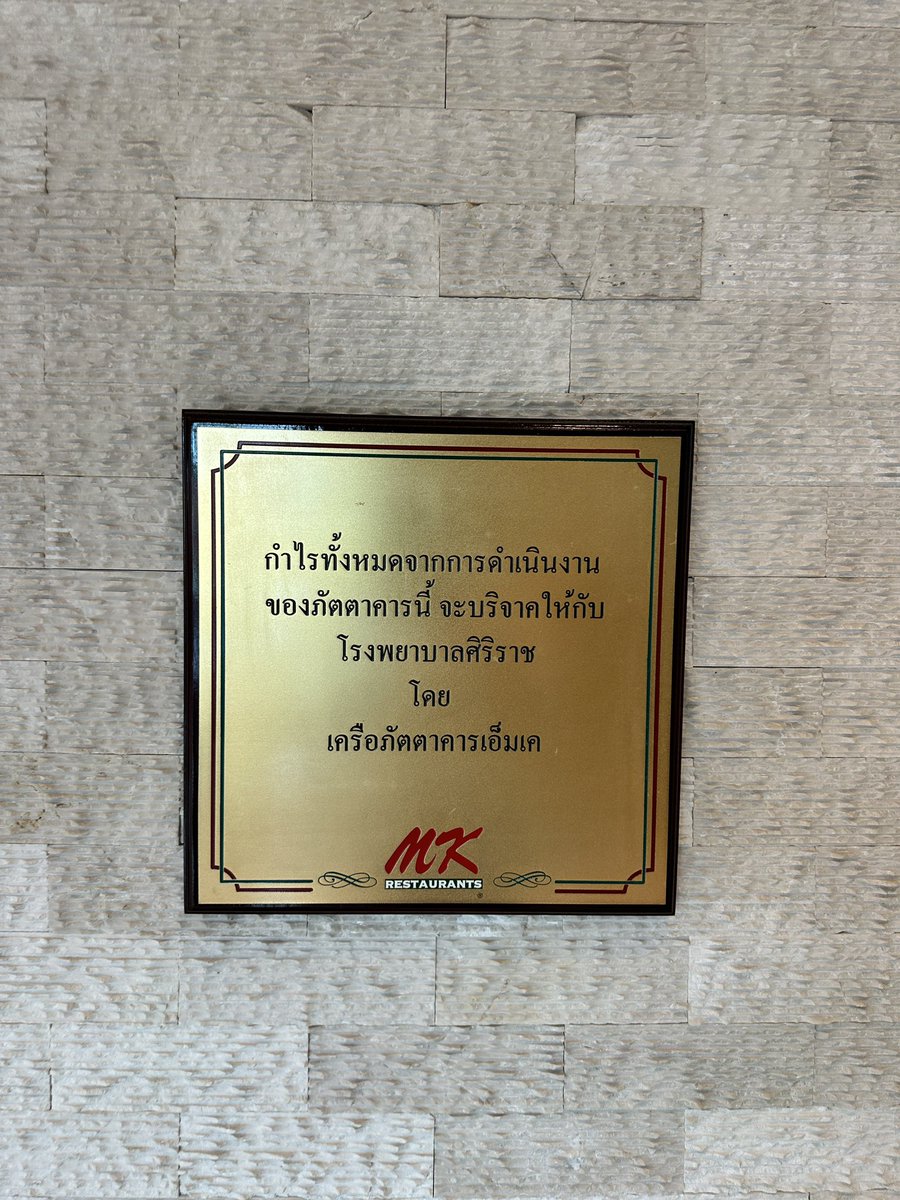 กำไรทั้งหมดจากการดำเนินงาน
ของภัตตาคารนี้ จะบริจาคให้กับ
โรงพยาบาลศิริราช
โดย
เครือภัตตาคารเอ็มเค
MK
RESTAURANTS
®